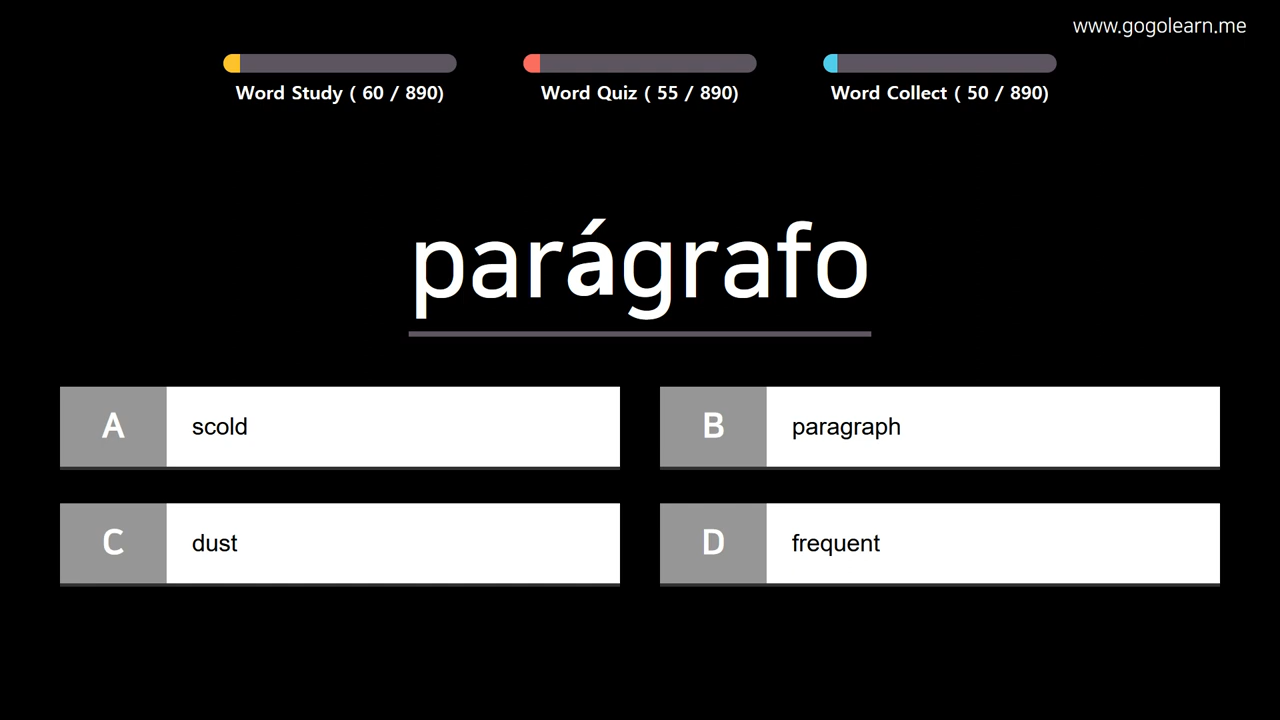 www.gogolearn.me
Word Study ( 60 / 890)
Word Quiz ( 55 / 890)
Word Collect ( 50 / 890)
parágrafo
A scold
B paragraph
C dust
D frequent